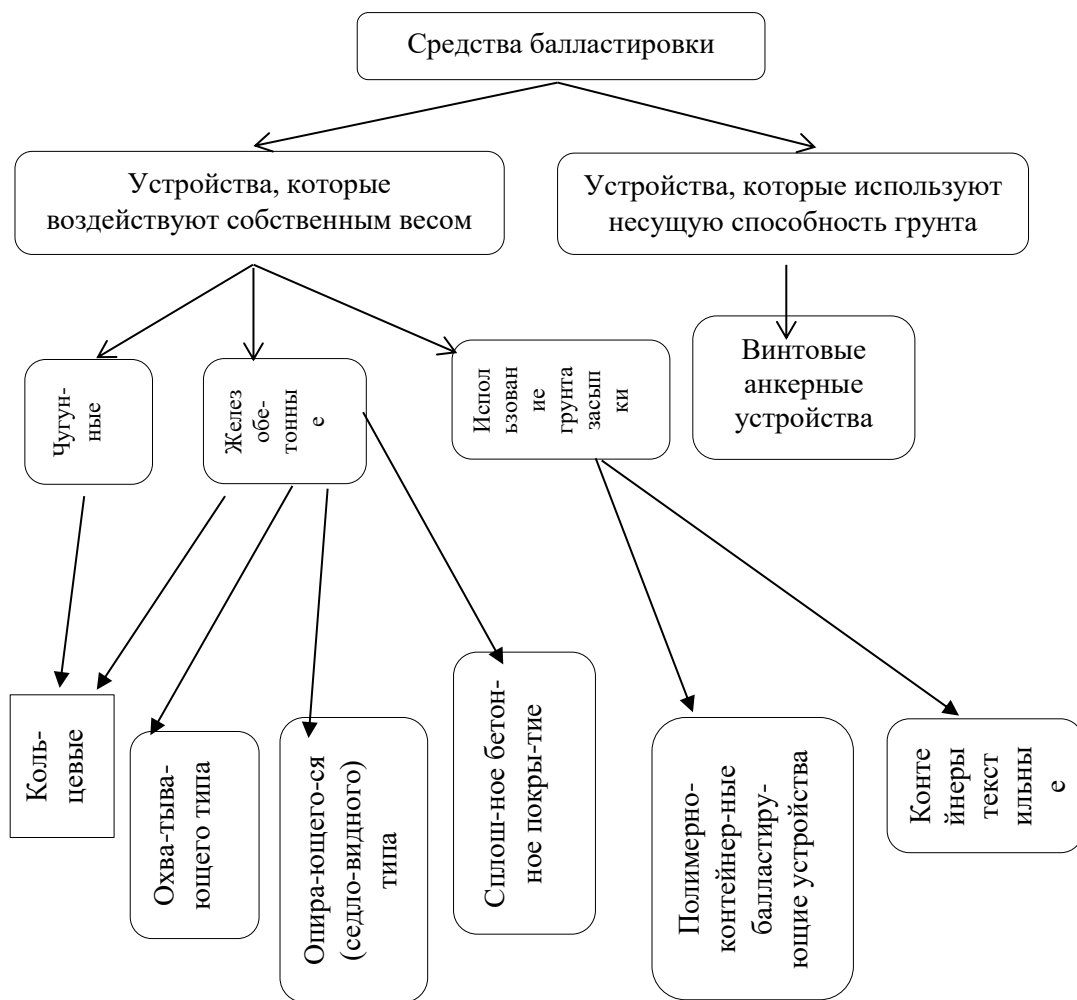 Средства балластировки
Устройства, которые
воздействуют собственным весом
Устройства, которые используют
несущую способность грунта
Чугун-
ные
Желез
обе-
тонны
е
Испол
ьзован
ие
грунта
засып
ки
Винтовые
анкерные
устройства
Коль-
цевые
Охва-тыва-
ющего типа
Опира-ющего-ся
(седло-видного)
типа
Сплош-ное бетон-
ное покры-тие
Полимерно-
контейнер-ные
балластиру-
ющие устройства
Конте
йнеры
текст
ильны
е